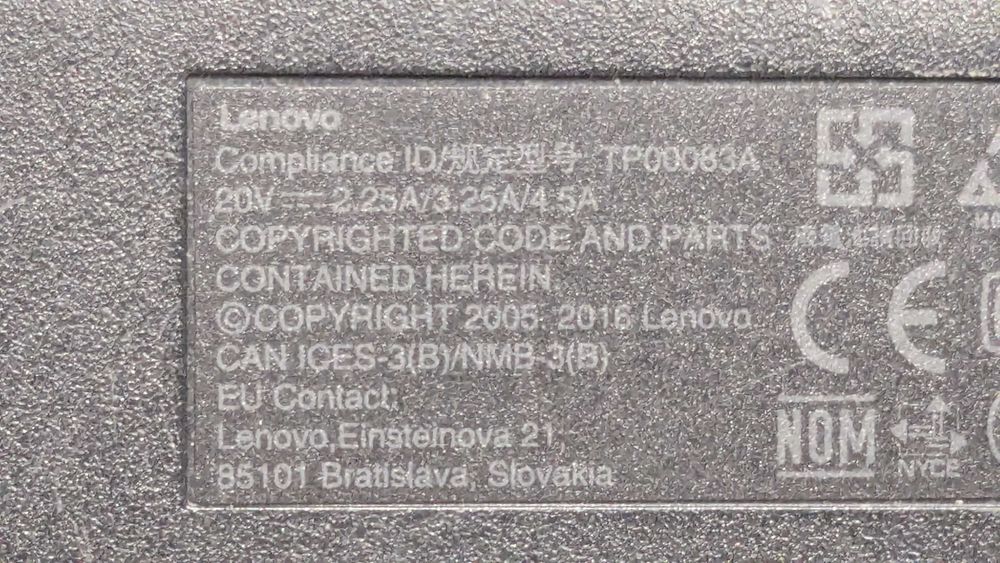 Lenovo
Compliance ID/规定型号 TP00083A
20V ⎓ 2.25A/3.25A/4.5A
COPYRIGHTED CODE AND PARTS
CONTAINED HEREIN
©COPYRIGHT 2005, 2016 Lenovo
CAN ICES-3(B)/NMB-3(B)
EU Contact:
Lenovo,Einsteinova 21,
85101 Bratislava, Slovakia
CE
NOM
NYCE